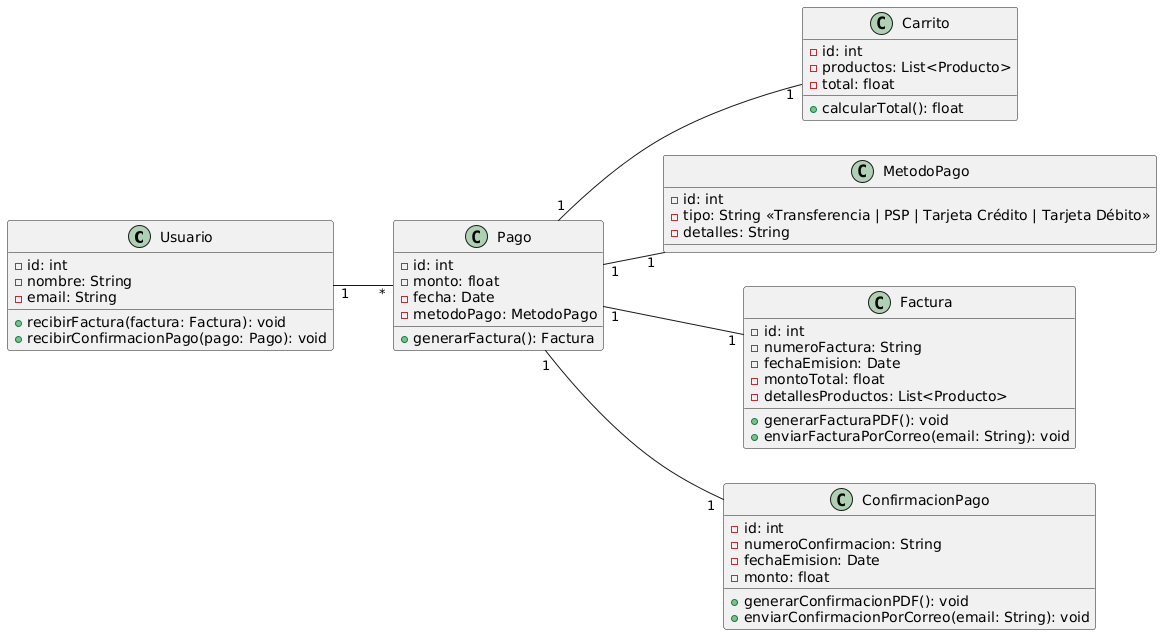 C Carrito
id: int
productos: List<Producto>
total: float
calcularTotal(): float
1
1
C MetodoPago
id: int
tipo: String «Transferencia | PSP | Tarjeta Crédito | Tarjeta Débito»
detalles: String
C Usuario
id: int
nombre: String
email: String
recibirFactura(factura: Factura): void
recibirConfirmacionPago(pago: Pago): void
1
*
C Pago
id: int
monto: float
fecha: Date
metodoPago: MetodoPago
generarFactura(): Factura
1
1
1
1
1
1
C Factura
id: int
numeroFactura: String
fechaEmision: Date
montoTotal: float
detallesProductos: List<Producto>
generarFacturaPDF(): void
enviarFacturaPorCorreo(email: String): void
C ConfirmacionPago
id: int
numeroConfirmacion: String
fechaEmision: Date
monto: float
generarConfirmacionPDF(): void
enviarConfirmacionPorCorreo(email: String): void